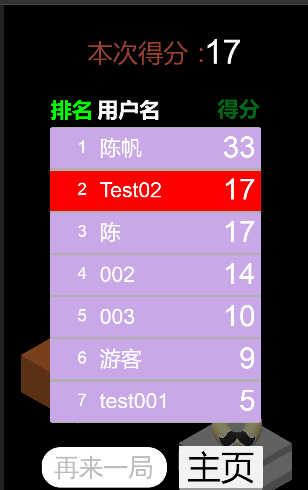 本次得分 :17
排名 用户名 得分
1 陈帆 33
2 Test02 17
3 陈 17
4 002 14
5 003 10
6 游客 9
7 test001 5
再来一局 主页